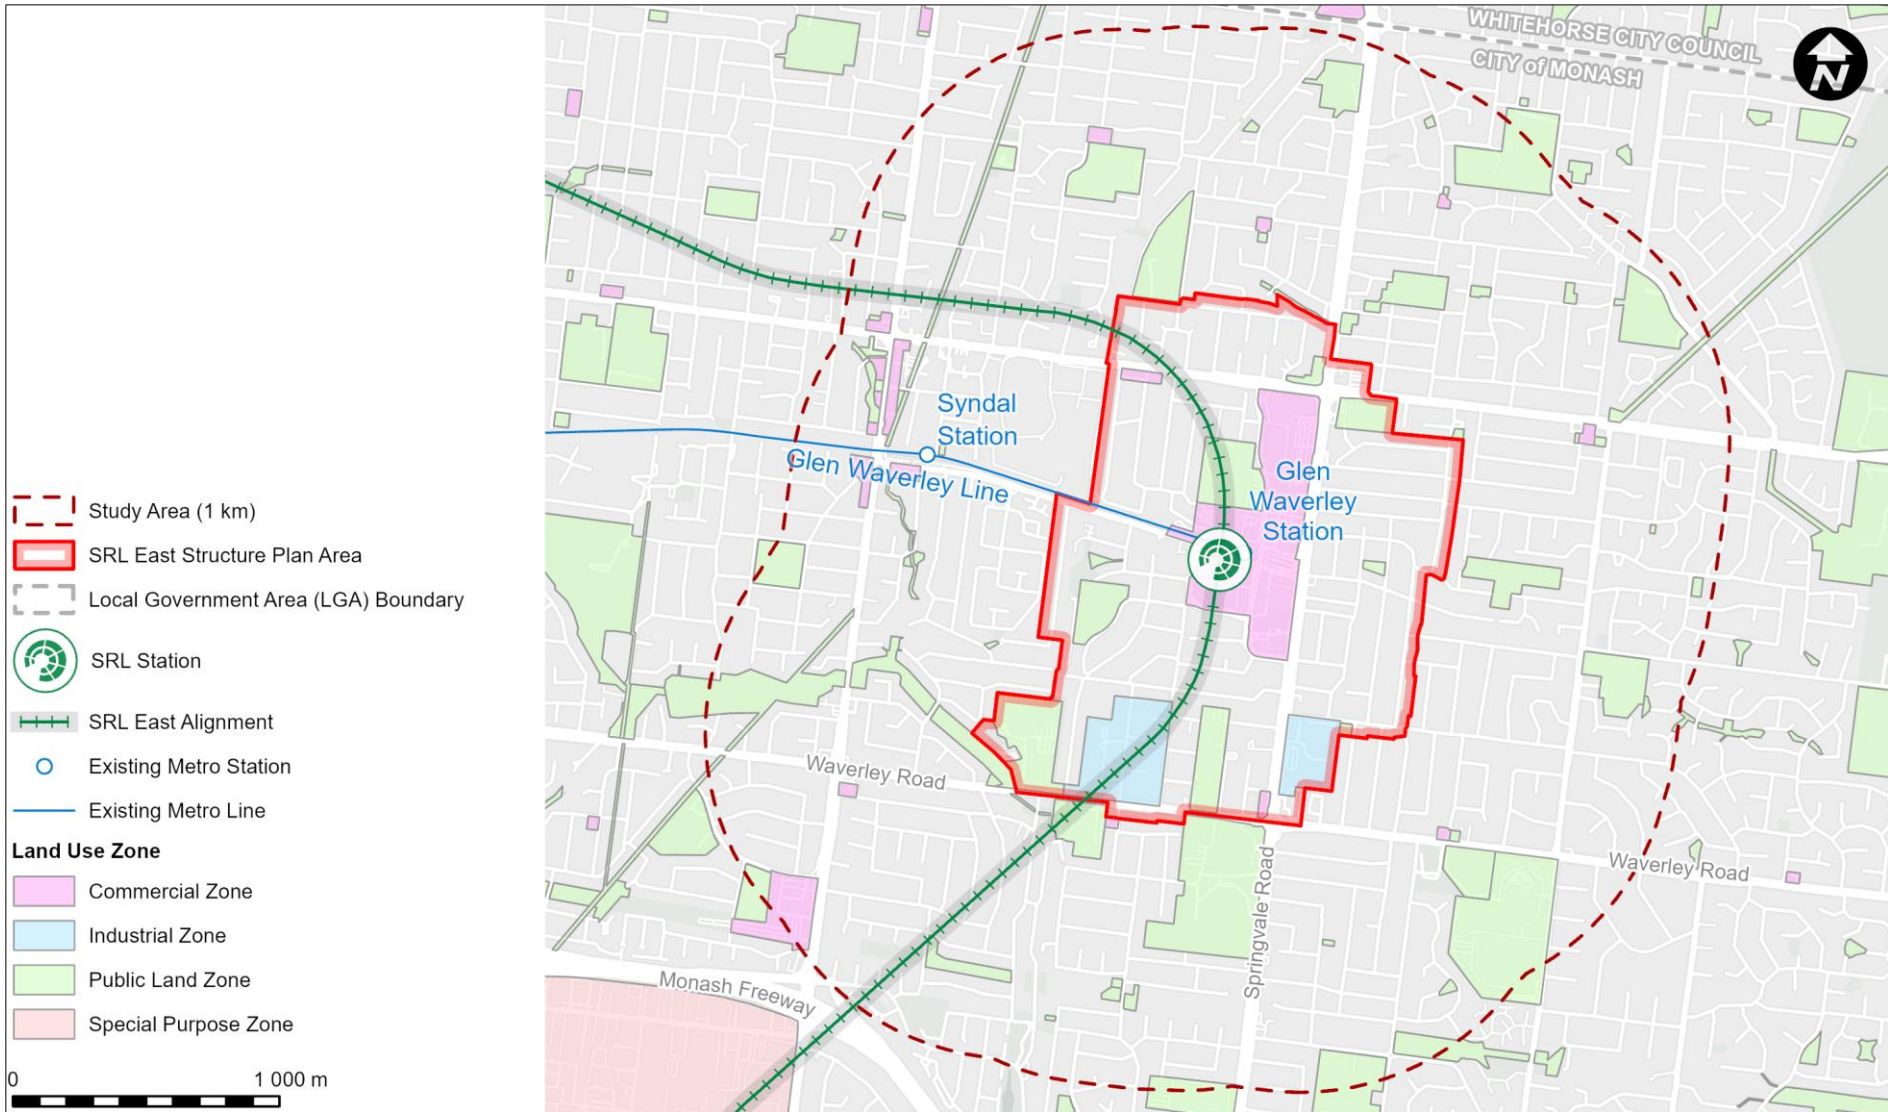 WHITEHORSE CITY COUNCIL
CITY of MONASH
N
Syndal
Station
Glen Waverley Line
Glen
Waverley
Station
Waverley Road
Waverley Road
Springvale Road
Monash Freeway
Study Area (1 km)
SRL East Structure Plan Area
Local Government Area (LGA) Boundary
SRL Station
SRL East Alignment
Existing Metro Station
Existing Metro Line
Land Use Zone
Commercial Zone
Industrial Zone
Public Land Zone
Special Purpose Zone
0 1 000 m